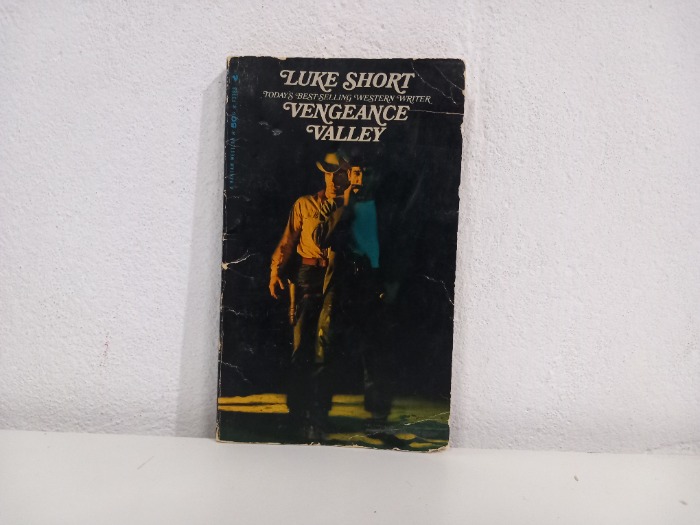 LUKE SHORT
TODAY'S BEST-SELLING WESTERN WRITER
VENGEANCE
VALLEY